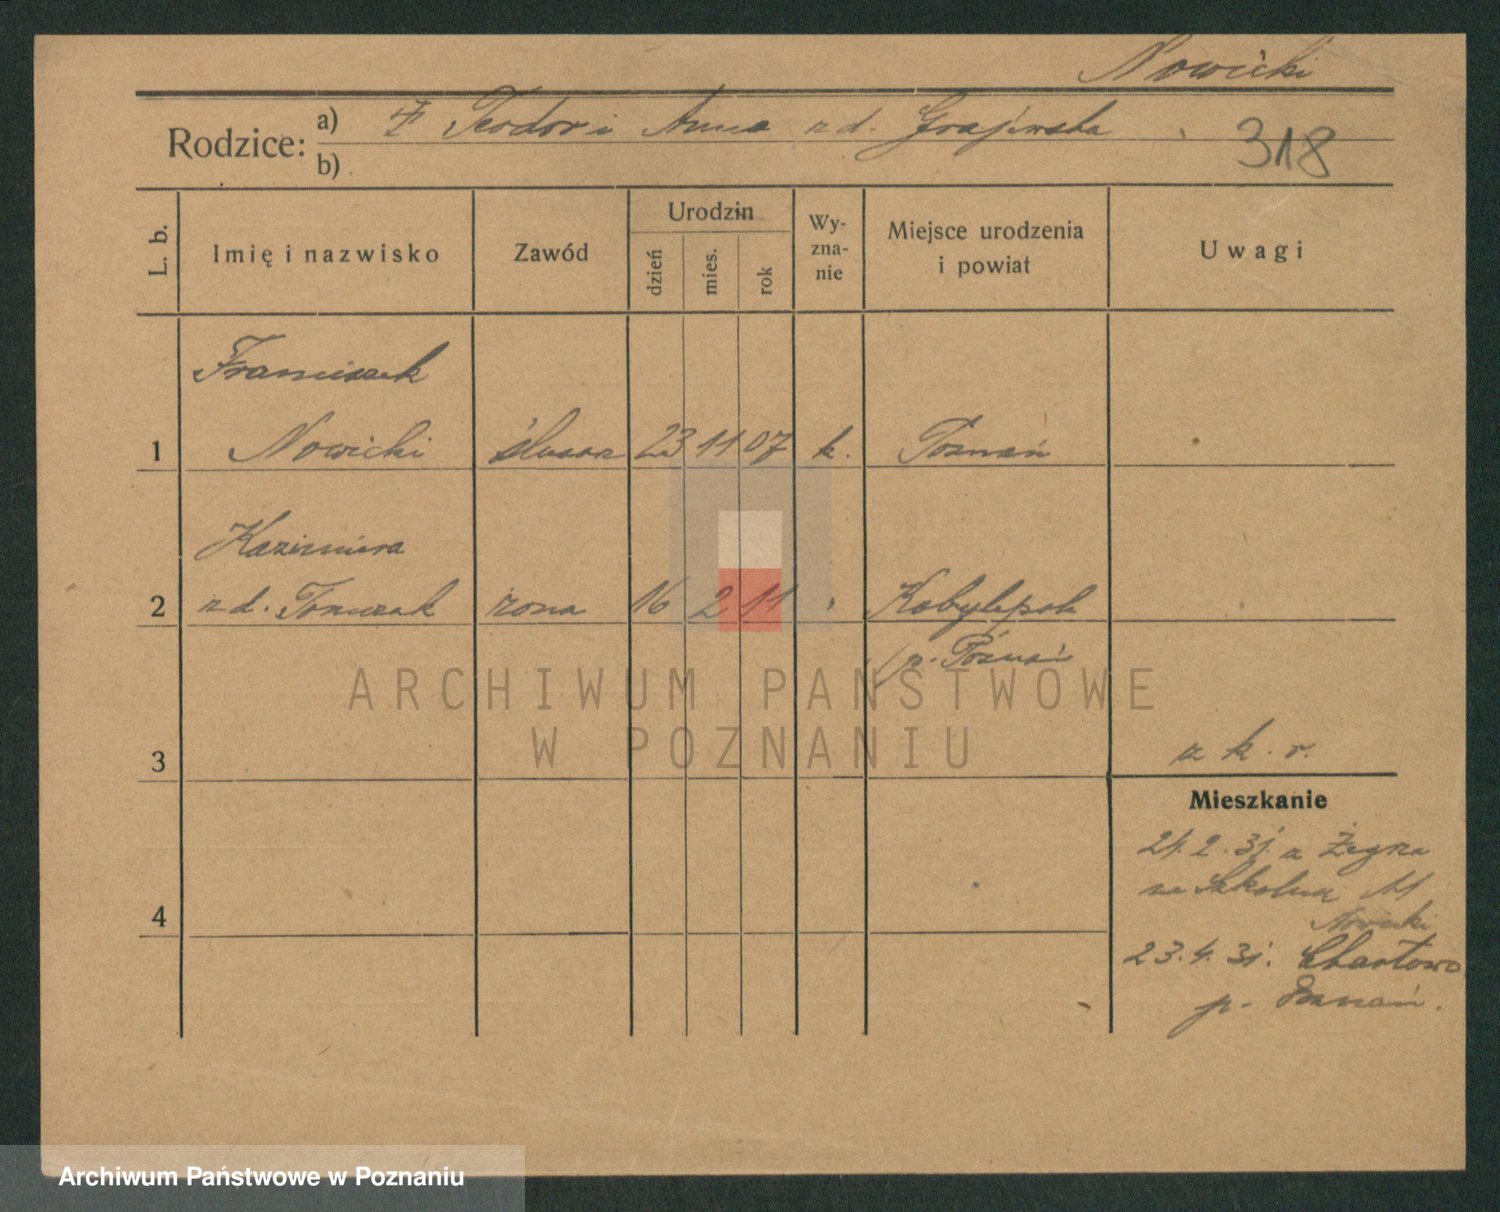 Nowicki
Rodzice: a) Teodor i Anna z d. Grajewska
b)
318
L. b.
Imię i nazwisko
Zawód
Urodzin
dzień
mies.
rok
Wy-
zna-
nie
Miejsce urodzenia
i powiat
Uwagi
Franciszek
1 Nowicki ślusarz 23 11 07 k. Poznań
Kazimiera
2 z d. Tomczak żona 16 2 11 " Kobylepole
p. Poznań
3
z k. r.
Mieszkanie
21.2.31. z Żegrza
na Szkolna 11
Nowicki
4
23.4.31. Chartowo
p. Poznań.
ARCHIWUM PAŃSTWOWE
W POZNANIU
Archiwum Państwowe w Poznaniu